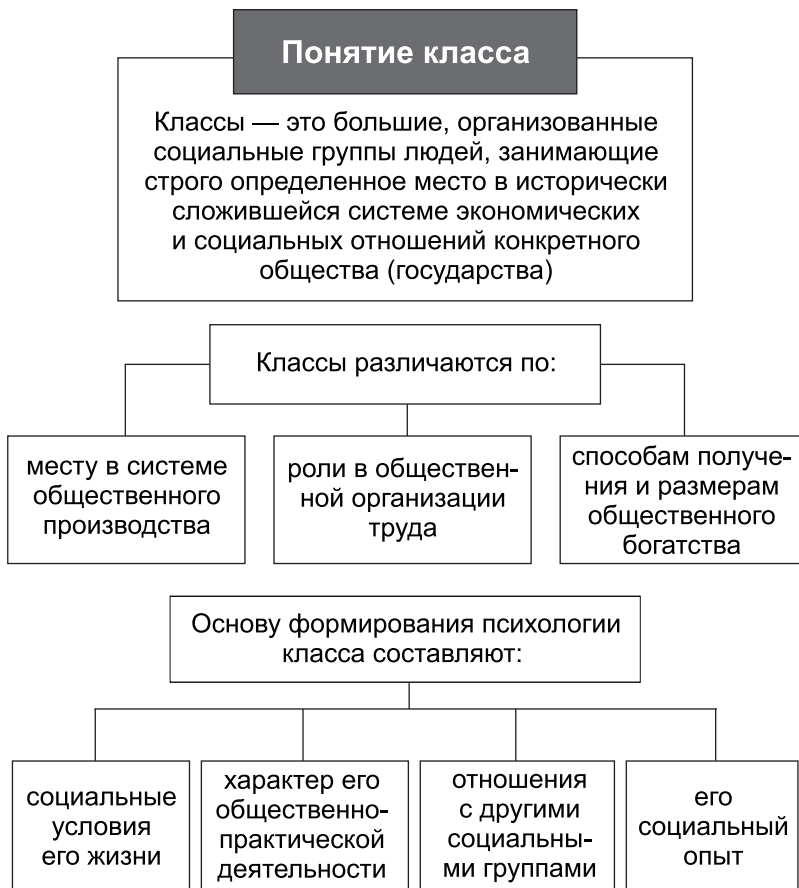 Понятие класса
Классы — это большие, организованные
социальные группы людей, занимающие
строго определенное место в исторически
сложившейся системе экономических
и социальных отношений конкретного
общества (государства)
Классы различаются по:
месту в системе
общественного
производства
роли в обществен-
ной организации
труда
способам получе-
ния и размерам
общественного
богатства
Основу формирования психологии
класса составляют:
социальные
условия
его жизни
характер его
общественно-
практической
деятельности
отношения
с другими
социальны-
ми группами
его
социальный
опыт